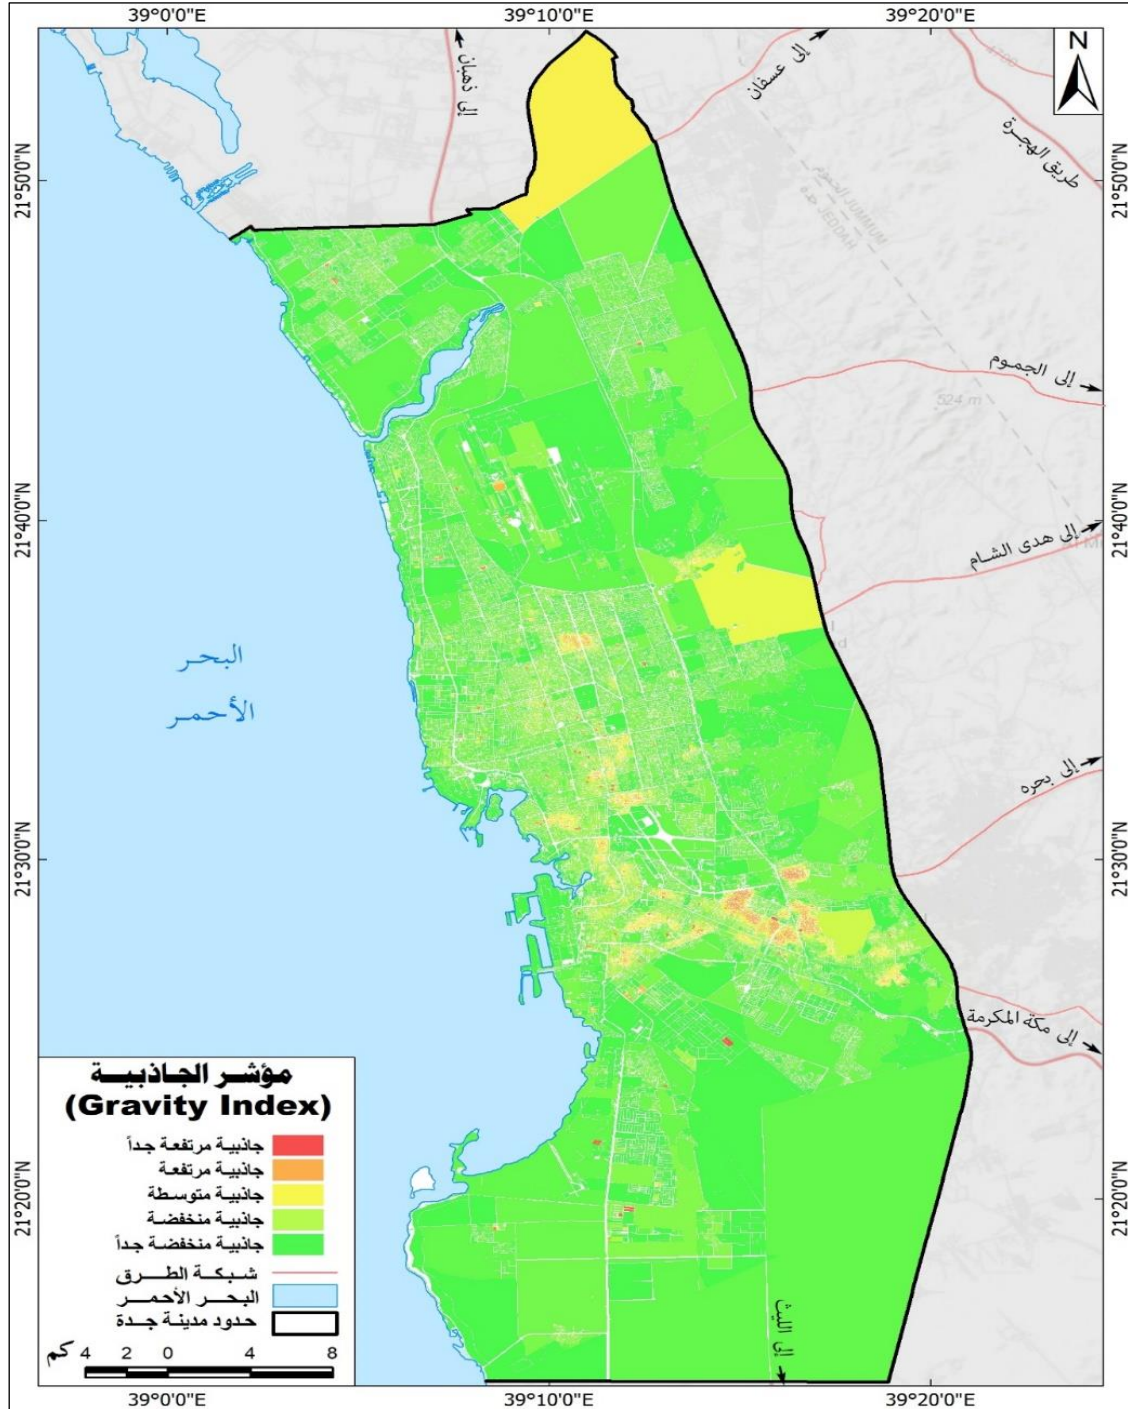 39°0'0"E
39°10'0"E
39°20'0"E
N
إلى ذهبان
إلى عسفان
طريق الهجرة
21°50'0"N
21°50'0"N
الجموم JUMMUM
جدة JEDDAH
إلى الجموم
524 m
21°40'0"N
21°40'0"N
إلى هدى الشام
البحر
الأحمر
إلى بحره
21°30'0"N
21°30'0"N
إلى مكة المكرمة
مؤشر الجاذبية
(Gravity Index)
جاذبية مرتفعة جداً
جاذبية مرتفعة
جاذبية متوسطة
جاذبية منخفضة
جاذبية منخفضة جداً
شبكة الطرق
البحر الأحمر
حدود مدينة جدة
كم 4 2 0 4 8
21°20'0"N
21°20'0"N
إلى الليث
39°0'0"E
39°10'0"E
39°20'0"E